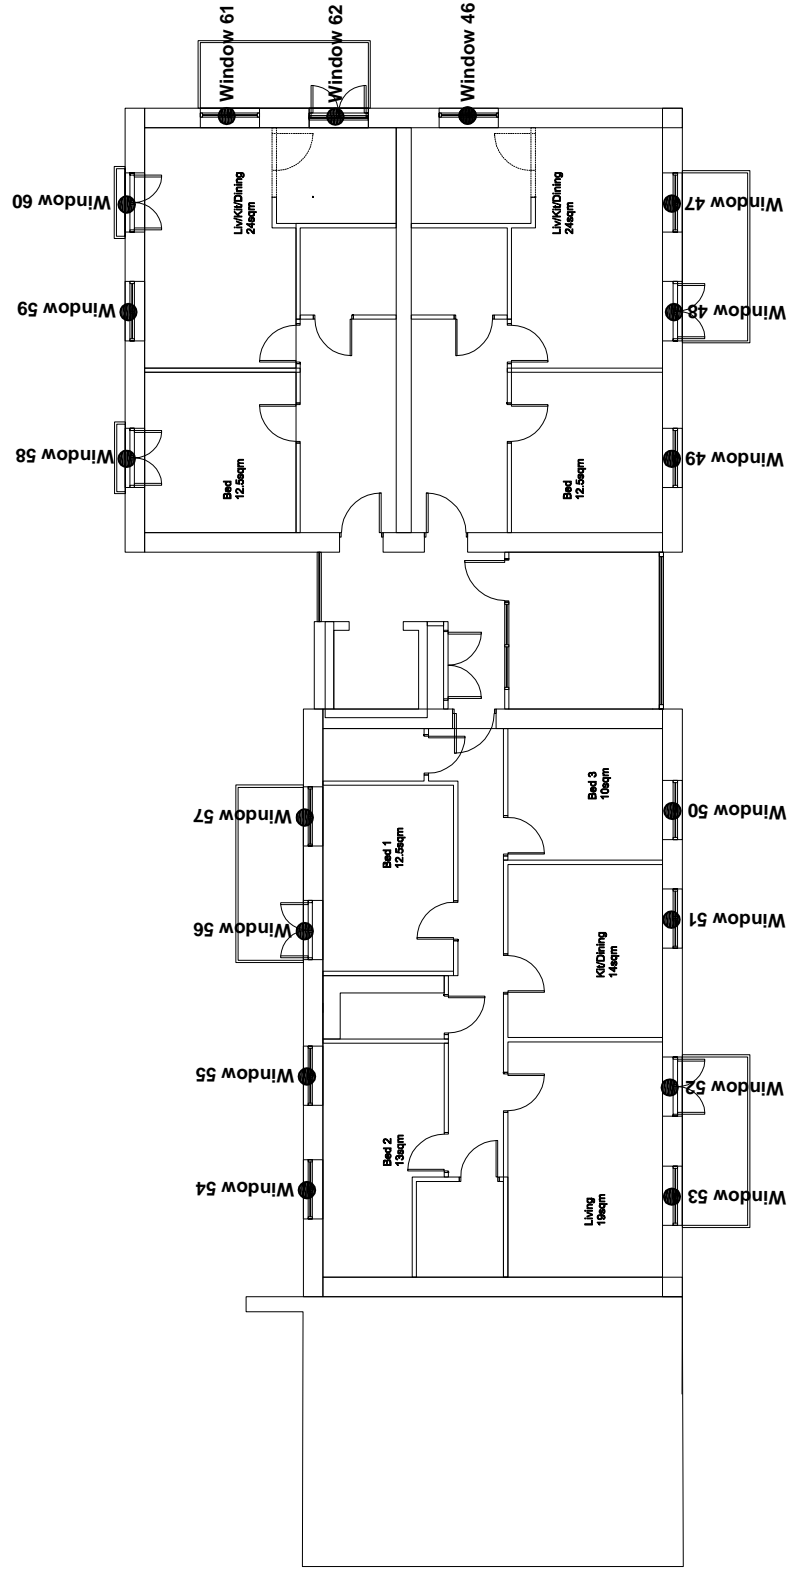 Window 61
Window 62
Window 46
Window 60
Liv/Kit/Dining
24sqm
Liv/Kit/Dining
24sqm
Window 47
Window 59
Window 48
Window 58
Bed
12.5sqm
Bed
12.5sqm
Window 49
Window 57
Bed 1
12.5sqm
Bed 3
10sqm
Window 50
Window 56
Kit/Dining
14sqm
Window 51
Window 55
Window 52
Window 54
Bed 2
13sqm
Living
19sqm
Window 53